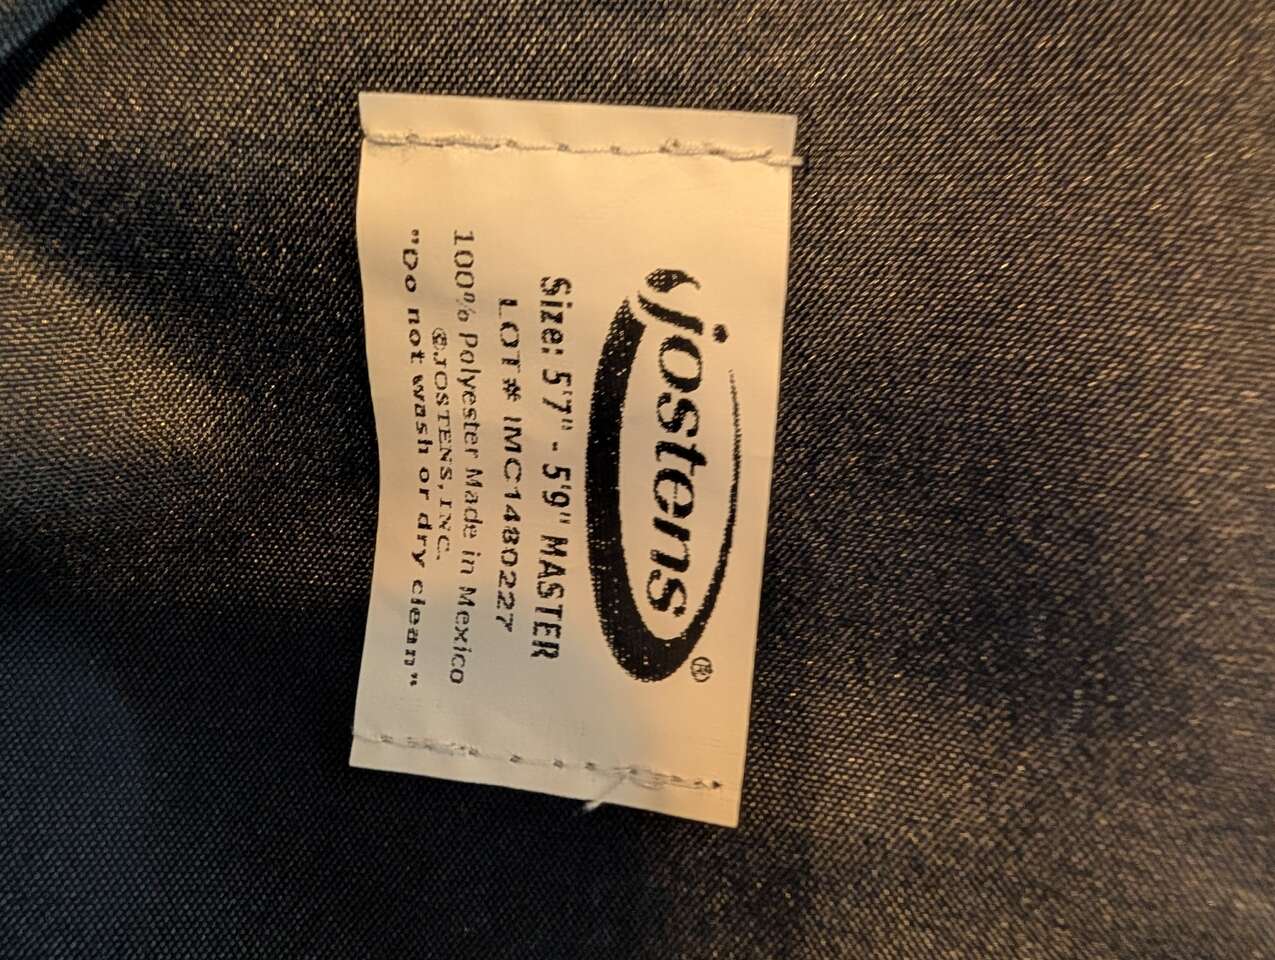 jostens®
Size: 5'7" - 5'9" MASTER
LOT# IMC1480227
100% Polyester Made in Mexico
©JOSTENS, INC.
"Do not wash or dry clean"